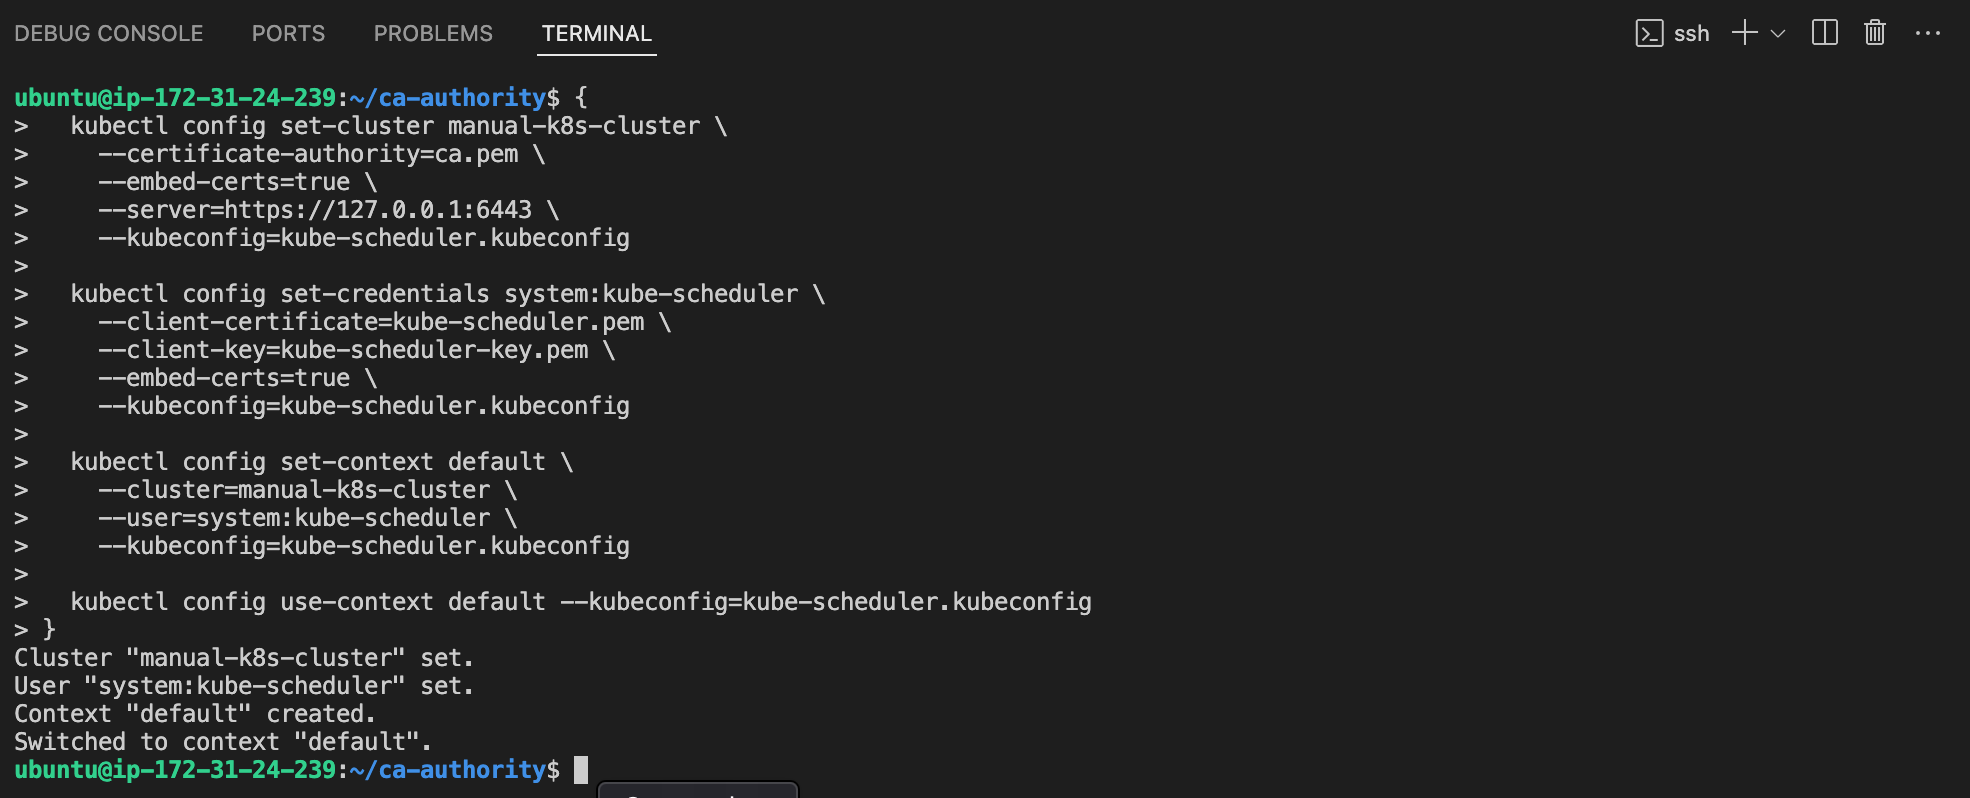 DEBUG CONSOLE PORTS PROBLEMS TERMINAL ssh
ubuntu@ip-172-31-24-239:~/ca-authority$ {
>   kubectl config set-cluster manual-k8s-cluster \
>     --certificate-authority=ca.pem \
>     --embed-certs=true \
>     --server=https://127.0.0.1:6443 \
>     --kubeconfig=kube-scheduler.kubeconfig
>
>   kubectl config set-credentials system:kube-scheduler \
>     --client-certificate=kube-scheduler.pem \
>     --client-key=kube-scheduler-key.pem \
>     --embed-certs=true \
>     --kubeconfig=kube-scheduler.kubeconfig
>
>   kubectl config set-context default \
>     --cluster=manual-k8s-cluster \
>     --user=system:kube-scheduler \
>     --kubeconfig=kube-scheduler.kubeconfig
>
>   kubectl config use-context default --kubeconfig=kube-scheduler.kubeconfig
> }
Cluster "manual-k8s-cluster" set.
User "system:kube-scheduler" set.
Context "default" created.
Switched to context "default".
ubuntu@ip-172-31-24-239:~/ca-authority$